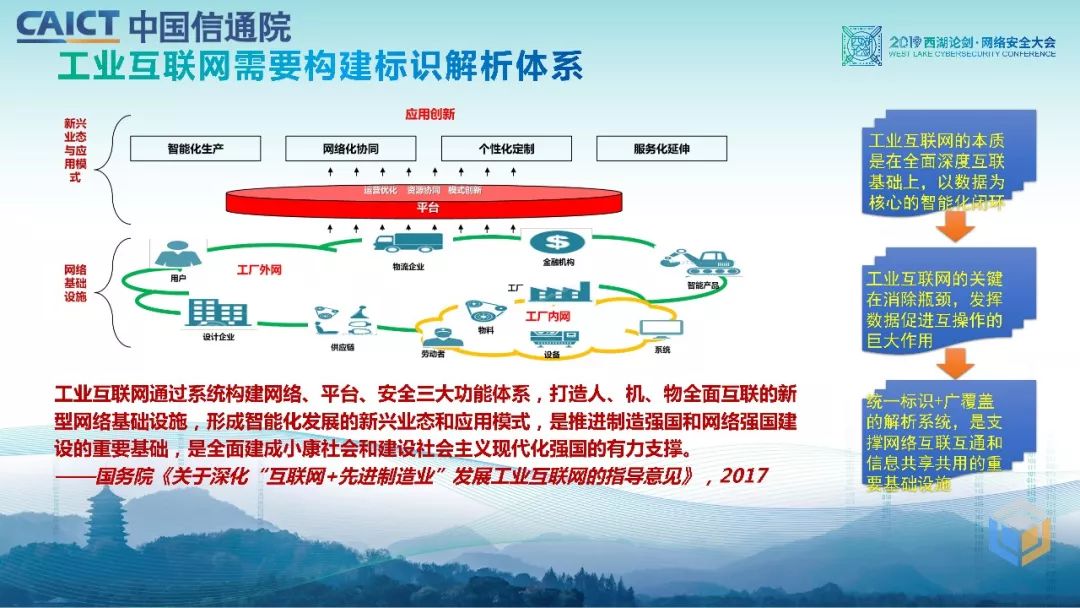 CAICT 中国信通院
2019西湖论剑·网络安全大会
WEST LAKE CYBERSECURITY CONFERENCE
工业互联网需要构建标识解析体系
新兴
业态
与应
用模
式
应用创新
智能化生产
网络化协同
个性化定制
服务化延伸
运营优化 资源协同 模式创新
平台
网络
基础
设施
用户
工厂外网
物流企业
金融机构
智能产品
设计企业
供应链
工厂
工厂内网
物料
劳动者
设备
系统
工业互联网的本质
是在全面深度互联
基础上，以数据为
核心的智能化闭环
工业互联网的关键
在消除瓶颈，发挥
数据促进互操作的
巨大作用
统一标识+广覆盖
的解析系统，是支
撑网络互联互通和
信息共享共用的重
要基础设施
工业互联网通过系统构建网络、平台、安全三大功能体系，打造人、机、物全面互联的新
型网络基础设施，形成智能化发展的新兴业态和应用模式，是推进制造强国和网络强国建
设的重要基础，是全面建成小康社会和建设社会主义现代化强国的有力支撑。
——国务院《关于深化“互联网+先进制造业”发展工业互联网的指导意见》，2017